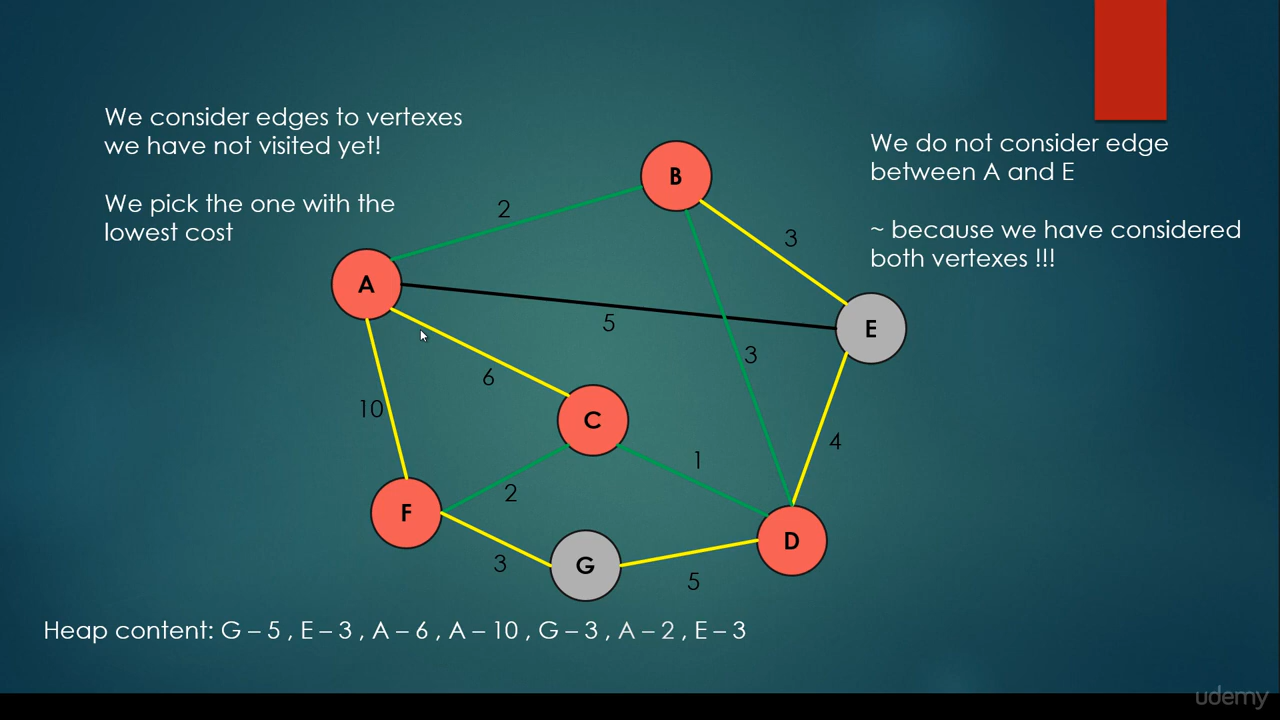 We consider edges to vertexes
we have not visited yet!
We pick the one with the
lowest cost
We do not consider edge
between A and E
~ because we have considered
both vertexes !!!
B
2
3
A
E
5
3
6
C
10
4
1
2
F
D
3
G
5
Heap content: G – 5 , E – 3 , A – 6 , A – 10 , G – 3 , A – 2 , E – 3
udemy